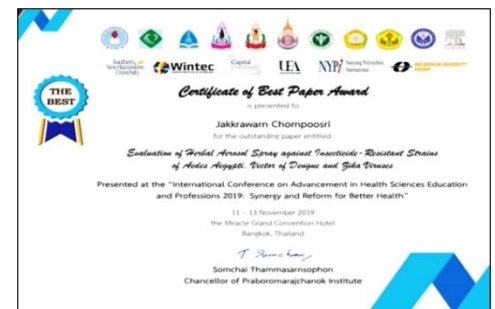 Southern New Hampshire University
Wintec
Capital
UEA
NYPi Nanyang Polytechnic International
THE
BEST
Certificate of Best Paper Award
is presented to
Jakkrawarn Chompoosri
for the outstanding paper entitled:
Evaluation of Herbal Aerosol Spray against Insecticide-Resistant Strains
of Aedes Aegypti, Vector of Dengue and Zika Viruses
Presented at the "International Conference on Advancement in Health Sciences Education
and Professions 2019: Synergy and Reform for Better Health"
11 - 13 November 2019
the Miracle Grand Convention Hotel
Bangkok, Thailand
T. Somchai
Somchai Thammasarnsophon
Chancellor of Praboromarajchanok Institute